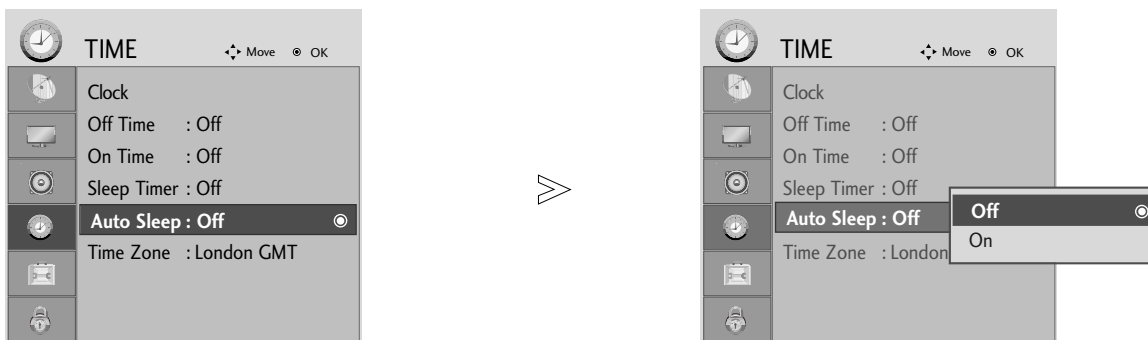 TIME
Move
OK
Clock
Off Time : Off
On Time : Off
Sleep Timer : Off
Auto Sleep : Off
Time Zone : London GMT
TIME
Move
OK
Clock
Off Time : Off
On Time : Off
Sleep Timer : Off
Auto Sleep : Off
Time Zone : London
Off
On